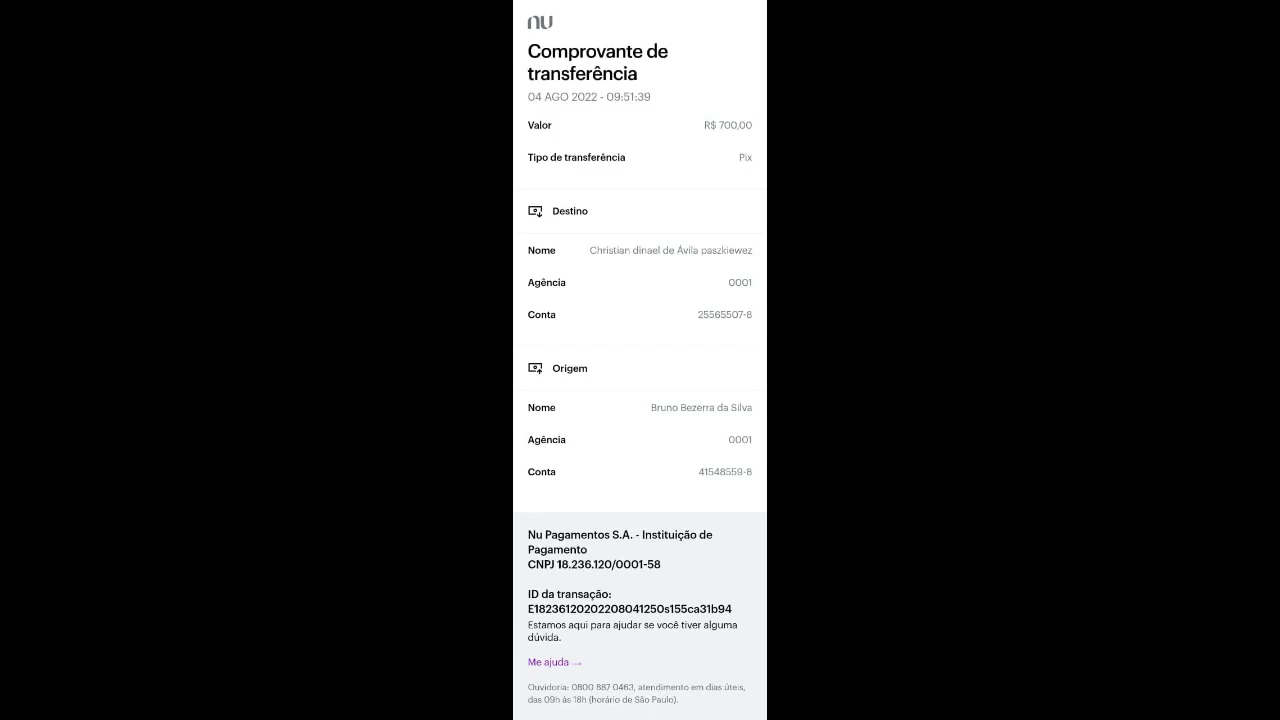 nu
Comprovante de
transferência
04 AGO 2022 - 09:51:39
Valor R$ 700,00
Tipo de transferência Pix
Destino
Nome Christian dinael de Ávila paszkiewez
Agência 0001
Conta 25565507-8
Origem
Nome Bruno Bezerra da Silva
Agência 0001
Conta 41548559-8
Nu Pagamentos S.A. - Instituição de
Pagamento
CNPJ 18.236.120/0001-58
ID da transação:
E18236120202208041250s155ca31b94
Estamos aqui para ajudar se você tiver alguma
dúvida.
Me ajuda →
Ouvidoria: 0800 887 0463, atendimento em dias úteis,
das 09h às 18h (horário de São Paulo).